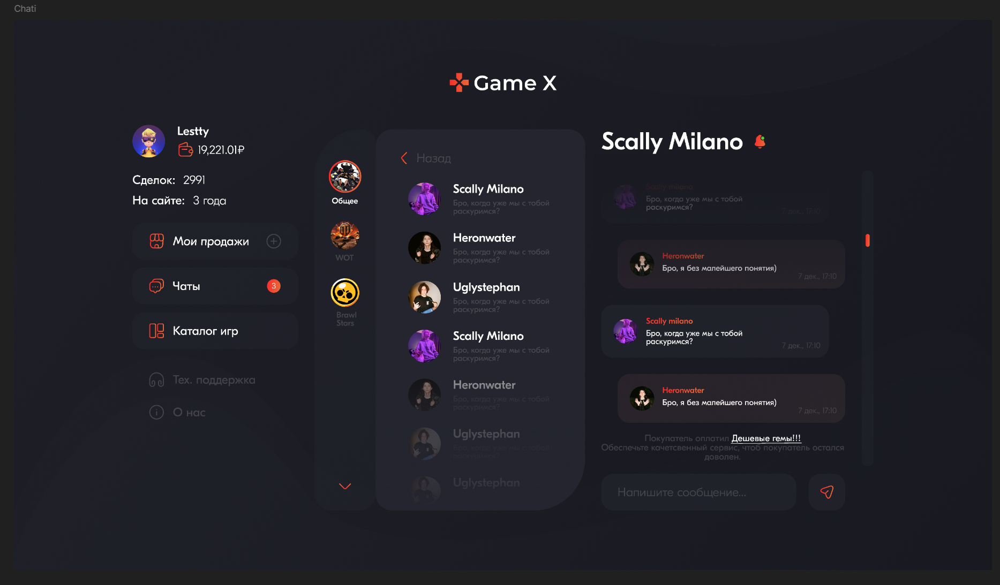 Chati
Game X
Lestty
19,221.01₽
Сделок: 2991
На сайте: 3 года
Мои продажи
Чаты
3
Каталог игр
Тех. поддержка
О нас
Общее
WOT
Brawl
Stars
Назад
Scally Milano
Бро, когда уже мы с тобой
раскуримся?
Heronwater
Бро, когда уже мы с тобой
раскуримся?
Uglystephan
Бро, когда уже мы с тобой
раскуримся?
Scally Milano
Бро, когда уже мы с тобой
раскуримся?
Heronwater
Бро, когда уже мы с тобой
раскуримся?
Uglystephan
Бро, когда уже мы с тобой
раскуримся?
Uglystephan
Scally Milano
Scally milano
Бро, когда уже мы с тобой
раскуримся?
7 дек., 17:10
Heronwater
Бро, я без малейшего понятия)
7 дек., 17:10
Scally milano
Бро, когда уже мы с тобой
раскуримся?
7 дек., 17:10
Heronwater
Бро, я без малейшего понятия)
7 дек., 17:10
Покупатель оплатил Дешевые гемы!!!
Обеспечьте качетсвенный сервис, чтоб покупатель остался
доволен.
Напишите сообщение...